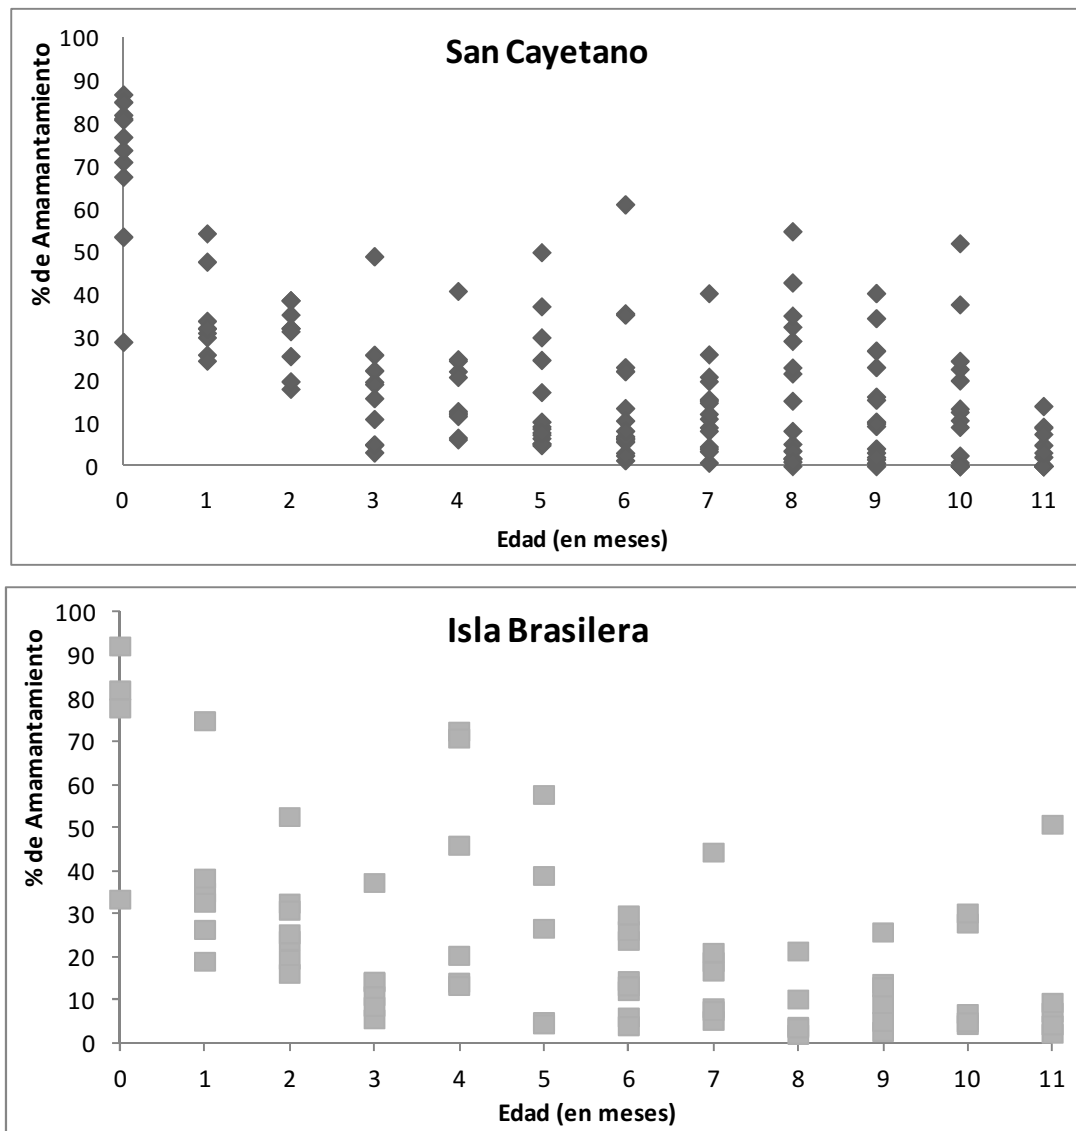 San Cayetano
% de Amamantamiento
100
90
80
70
60
50
40
30
20
10
0
0 1 2 3 4 5 6 7 8 9 10 11
Edad (en meses)
Isla Brasilera
% de Amamantamiento
100
90
80
70
60
50
40
30
20
10
0
0 1 2 3 4 5 6 7 8 9 10 11
Edad (en meses)